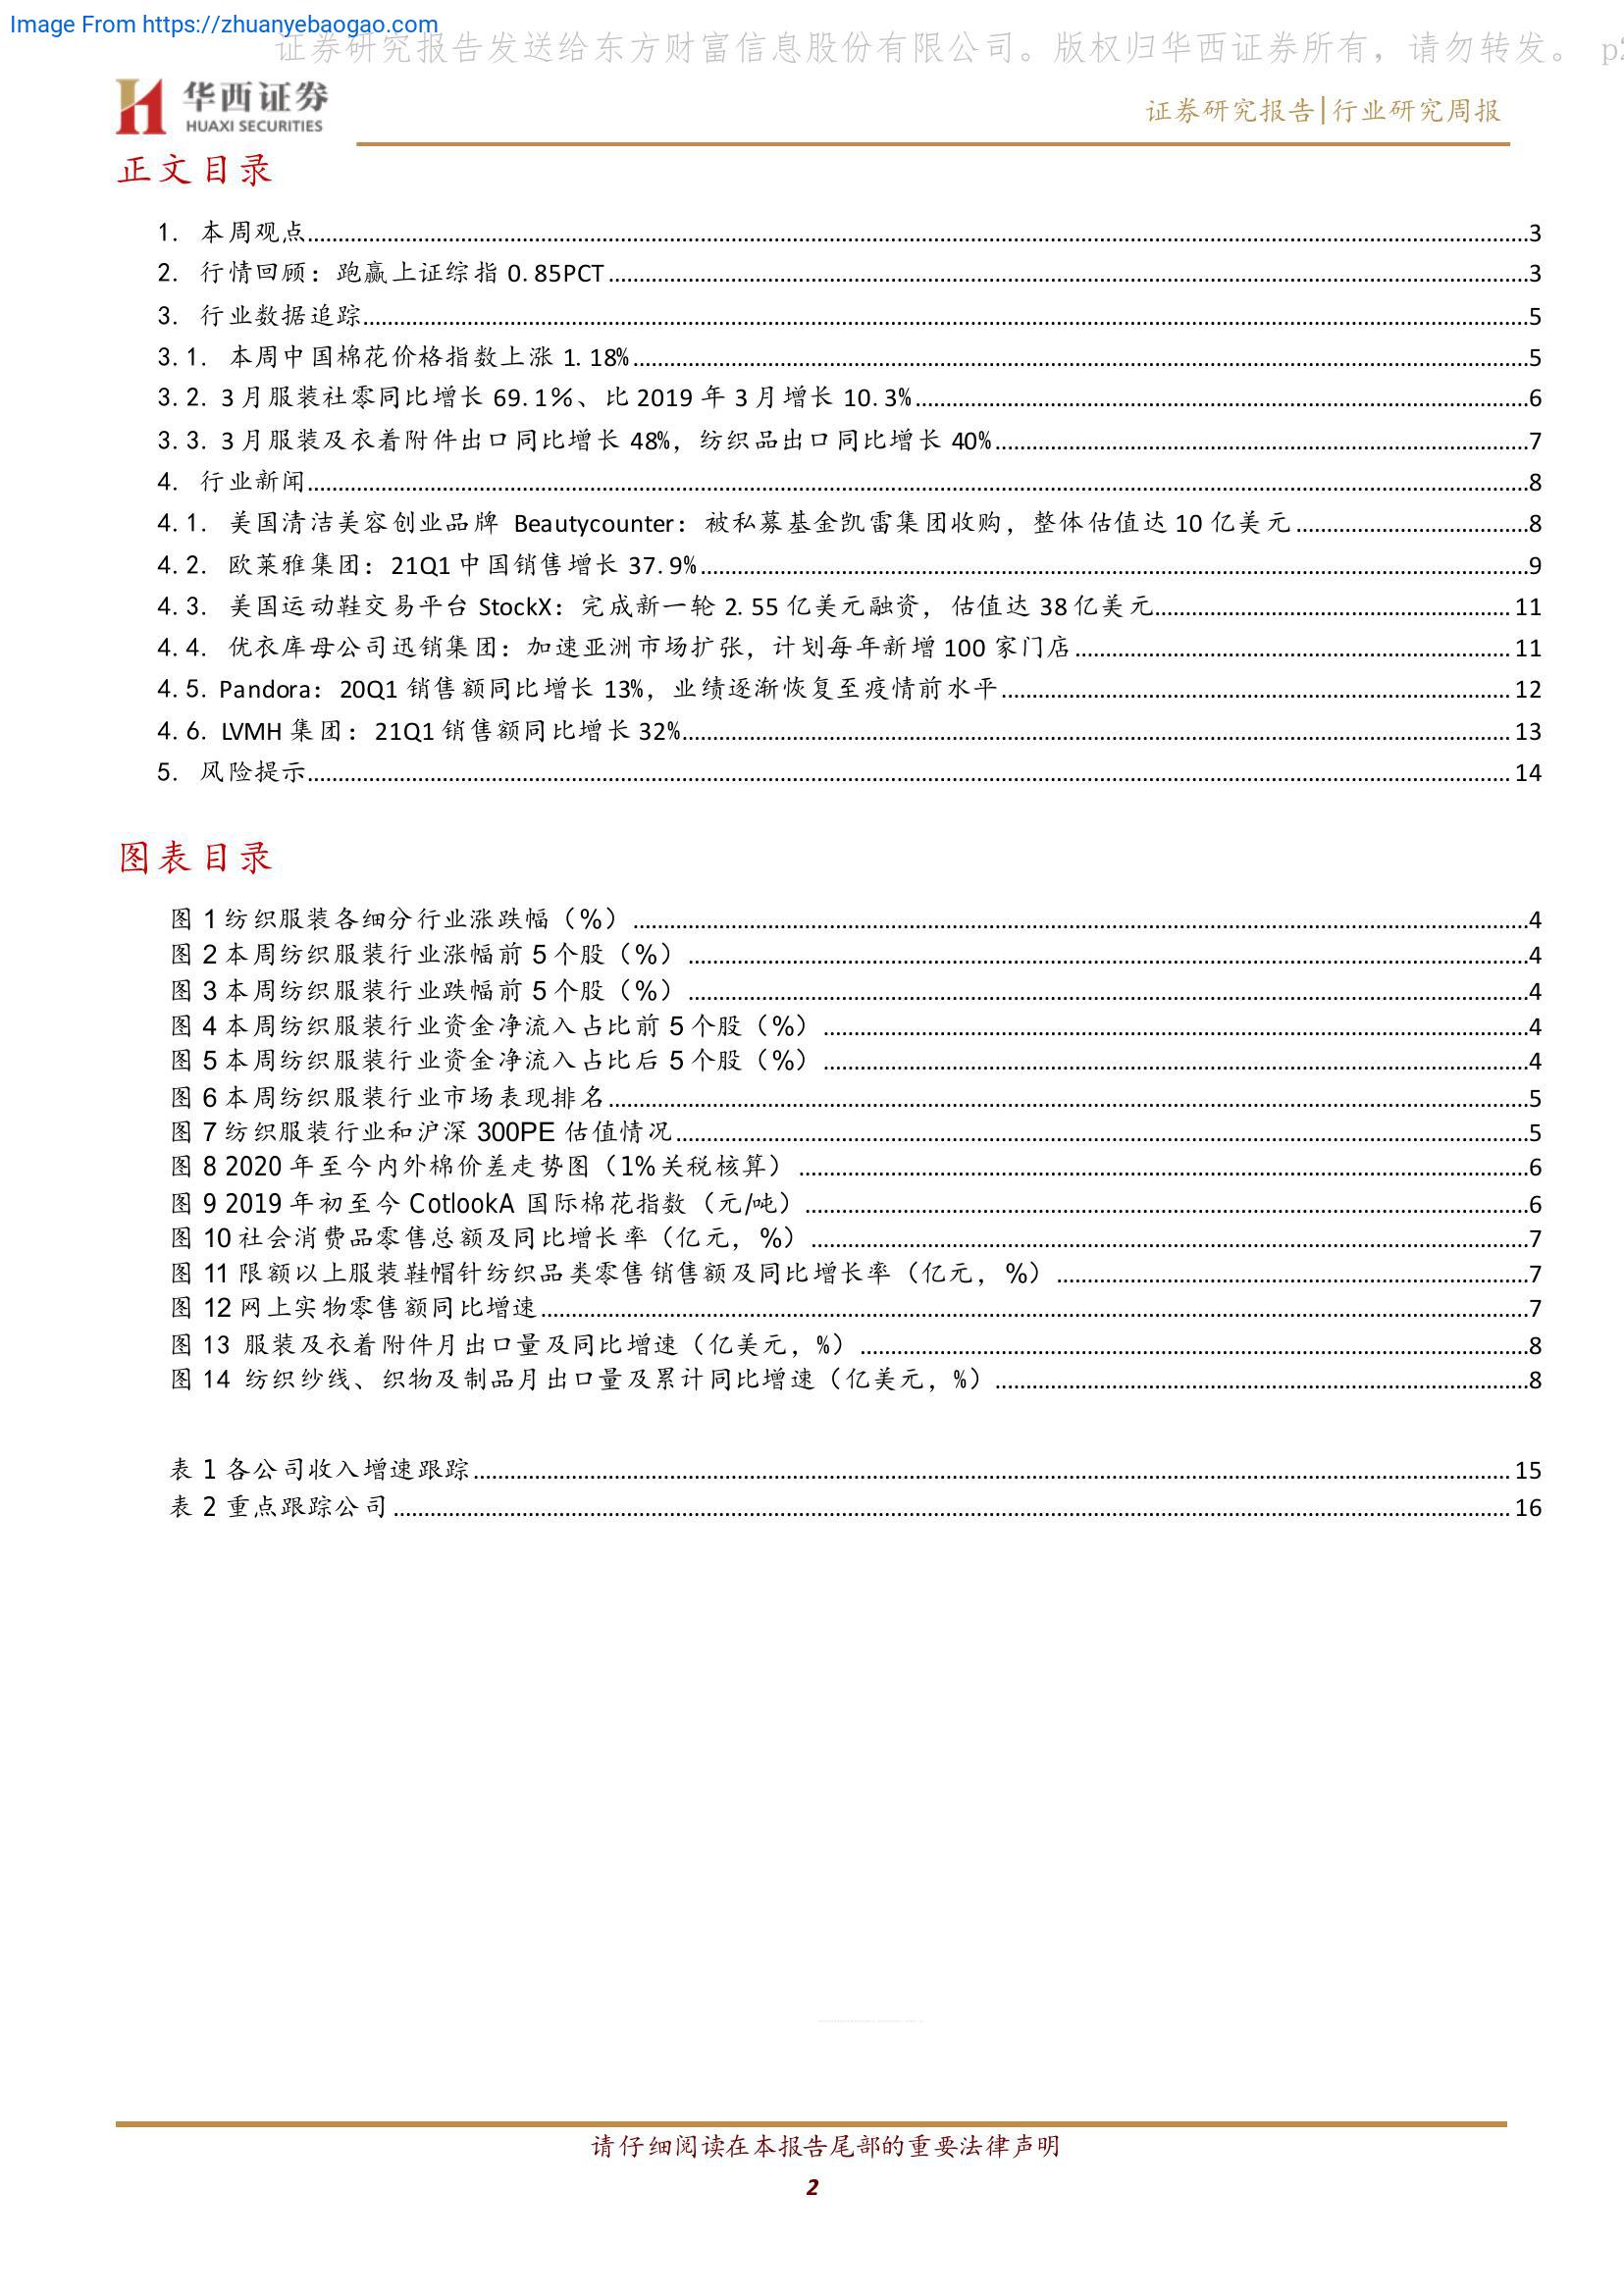 Image From https://zhuanyebaogao.com
证券研究报告发送给东方财富信息股份有限公司。版权归华西证券所有，请勿转发。 p2
华西证券
HUAXI SECURITIES
证券研究报告|行业研究周报
正文目录
1. 本周观点...3
2. 行情回顾：跑赢上证综指 0.85PCT...3
3. 行业数据追踪...5
3.1. 本周中国棉花价格指数上涨 1.18%...5
3.2. 3 月服装社零同比增长 69.1%、比 2019 年 3 月增长 10.3%...6
3.3. 3 月服装及衣着附件出口同比增长 48%，纺织品出口同比增长 40%...7
4. 行业新闻...8
4.1. 美国清洁美容创业品牌 Beautycounter：被私募基金凯雷集团收购，整体估值达 10 亿美元...8
4.2. 欧莱雅集团：21Q1 中国销售增长 37.9%...9
4.3. 美国运动鞋交易平台 StockX：完成新一轮 2.55 亿美元融资，估值达 38 亿美元...11
4.4. 优衣库母公司迅销集团：加速亚洲市场扩张，计划每年新增 100 家门店...11
4.5. Pandora：20Q1 销售额同比增长 13%，业绩逐渐恢复至疫情前水平...12
4.6. LVMH 集团：21Q1 销售额同比增长 32%...13
5. 风险提示...14
图表目录
图 1 纺织服装各细分行业涨跌幅（%）...4
图 2 本周纺织服装行业涨幅前 5 个股（%）...4
图 3 本周纺织服装行业跌幅前 5 个股（%）...4
图 4 本周纺织服装行业资金净流入占比前 5 个股（%）...4
图 5 本周纺织服装行业资金净流入占比后 5 个股（%）...4
图 6 本周纺织服装行业市场表现排名...5
图 7 纺织服装行业和沪深 300PE 估值情况...5
图 8 2020 年至今内外棉价差走势图（1%关税核算）...6
图 9 2019 年初至今 CotlookA 国际棉花指数（元/吨）...6
图 10 社会消费品零售总额及同比增长率（亿元，%）...7
图 11 限额以上服装鞋帽针纺织品类零售销售额及同比增长率（亿元，%）...7
图 12 网上实物零售额同比增速...7
图 13 服装及衣着附件月出口量及同比增速（亿美元，%）...8
图 14 纺织纱线、织物及制品月出口量及累计同比增速（亿美元，%）...8
表 1 各公司收入增速跟踪...15
表 2 重点跟踪公司...16
请仔细阅读在本报告尾部的重要法律声明
2